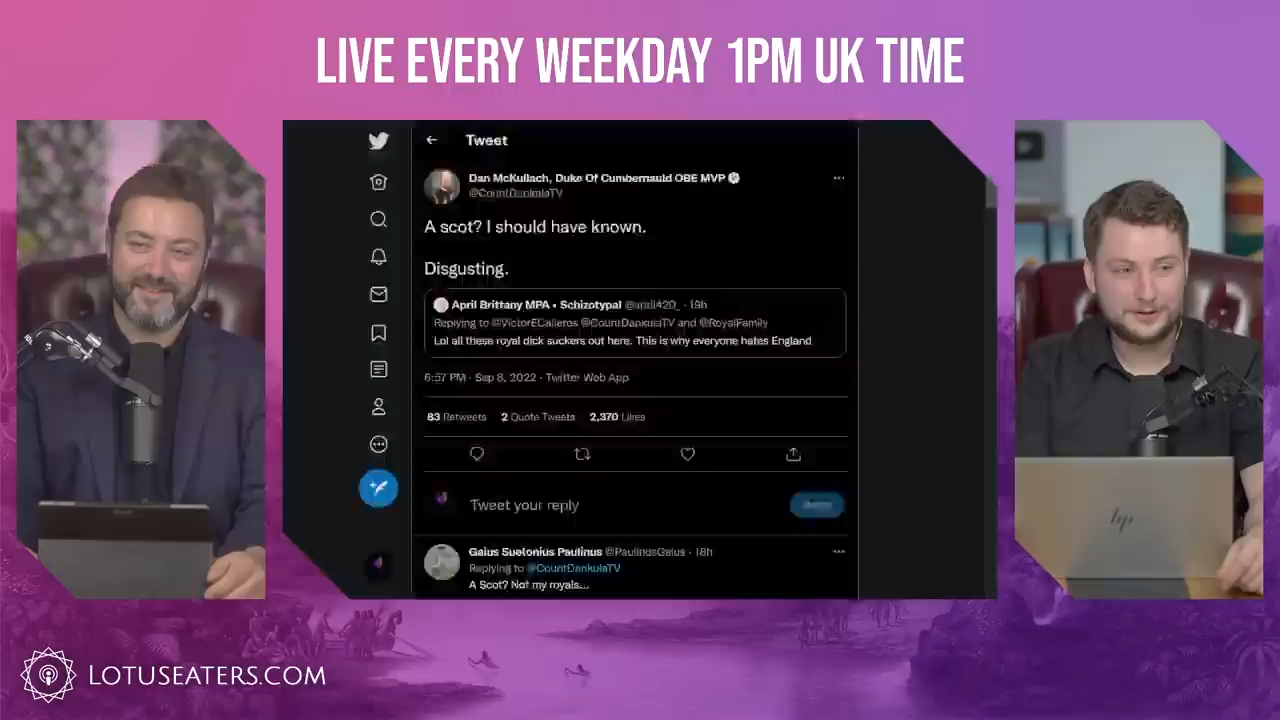 LIVE EVERY WEEKDAY 1PM UK TIME
Tweet
Dan McKullach, Duke Of Cumbernauld OBE MVP
@CountDankulaTV
A scot? I should have known.
Disgusting.
April Brittany MPA • Schizotypal @april420_ · 19h
Replying to @VictorECalleros @CountDankulaTV and @RoyalFamily
Lol all these royal dick suckers out here. This is why everyone hates England
6:57 PM · Sep 8, 2022 · Twitter Web App
83 Retweets 2 Quote Tweets 2,370 Likes
Tweet your reply
Gaius Suetonius Paulinus @PaulinusGaius · 18h
Replying to @CountDankulaTV
A Scot? Not my royals...
hp
LOTUSEATERS.COM